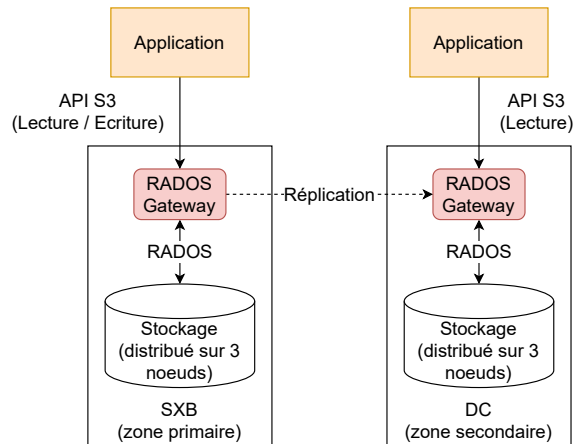 Application
API S3
(Lecture / Ecriture)
RADOS
Gateway
RADOS
Stockage
(distribué sur 3
noeuds)
SXB
(zone primaire)
Réplication
Application
API S3
(Lecture)
RADOS
Gateway
RADOS
Stockage
(distribué sur 3
noeuds)
DC
(zone secondaire)